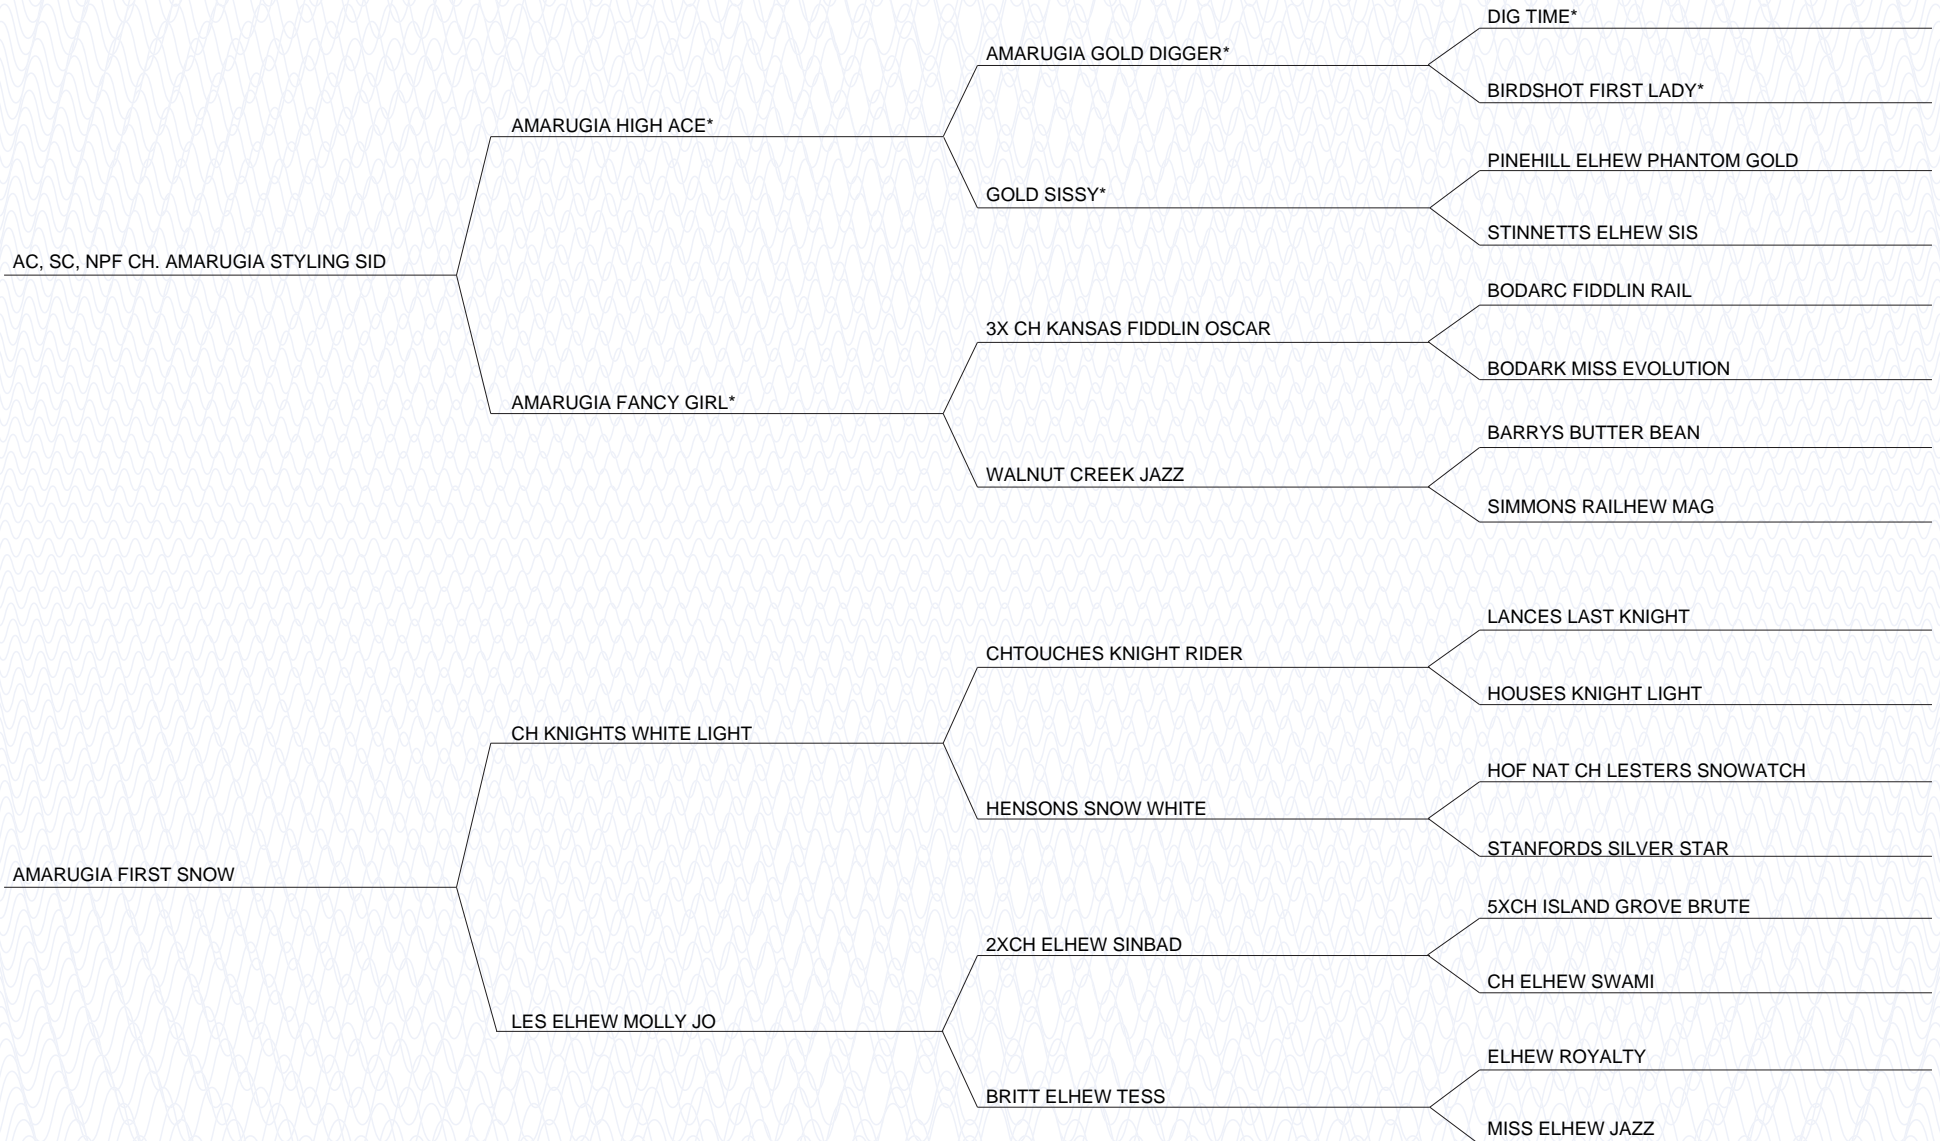 DIG TIME*
AMARUGIA GOLD DIGGER*
BIRDSHOT FIRST LADY*
AMARUGIA HIGH ACE*
PINEHILL ELHEW PHANTOM GOLD
GOLD SISSY*
STINNETTS ELHEW SIS
AC, SC, NPF CH. AMARUGIA STYLING SID
BODARC FIDDLIN RAIL
3X CH KANSAS FIDDLIN OSCAR
BODARK MISS EVOLUTION
AMARUGIA FANCY GIRL*
BARRYS BUTTER BEAN
WALNUT CREEK JAZZ
SIMMONS RAILHEW MAG
LANCES LAST KNIGHT
CHTOUCHES KNIGHT RIDER
HOUSES KNIGHT LIGHT
CH KNIGHTS WHITE LIGHT
HOF NAT CH LESTERS SNOWATCH
HENSONS SNOW WHITE
STANFORDS SILVER STAR
AMARUGIA FIRST SNOW
5XCH ISLAND GROVE BRUTE
2XCH ELHEW SINBAD
CH ELHEW SWAMI
LES ELHEW MOLLY JO
ELHEW ROYALTY
BRITT ELHEW TESS
MISS ELHEW JAZZ